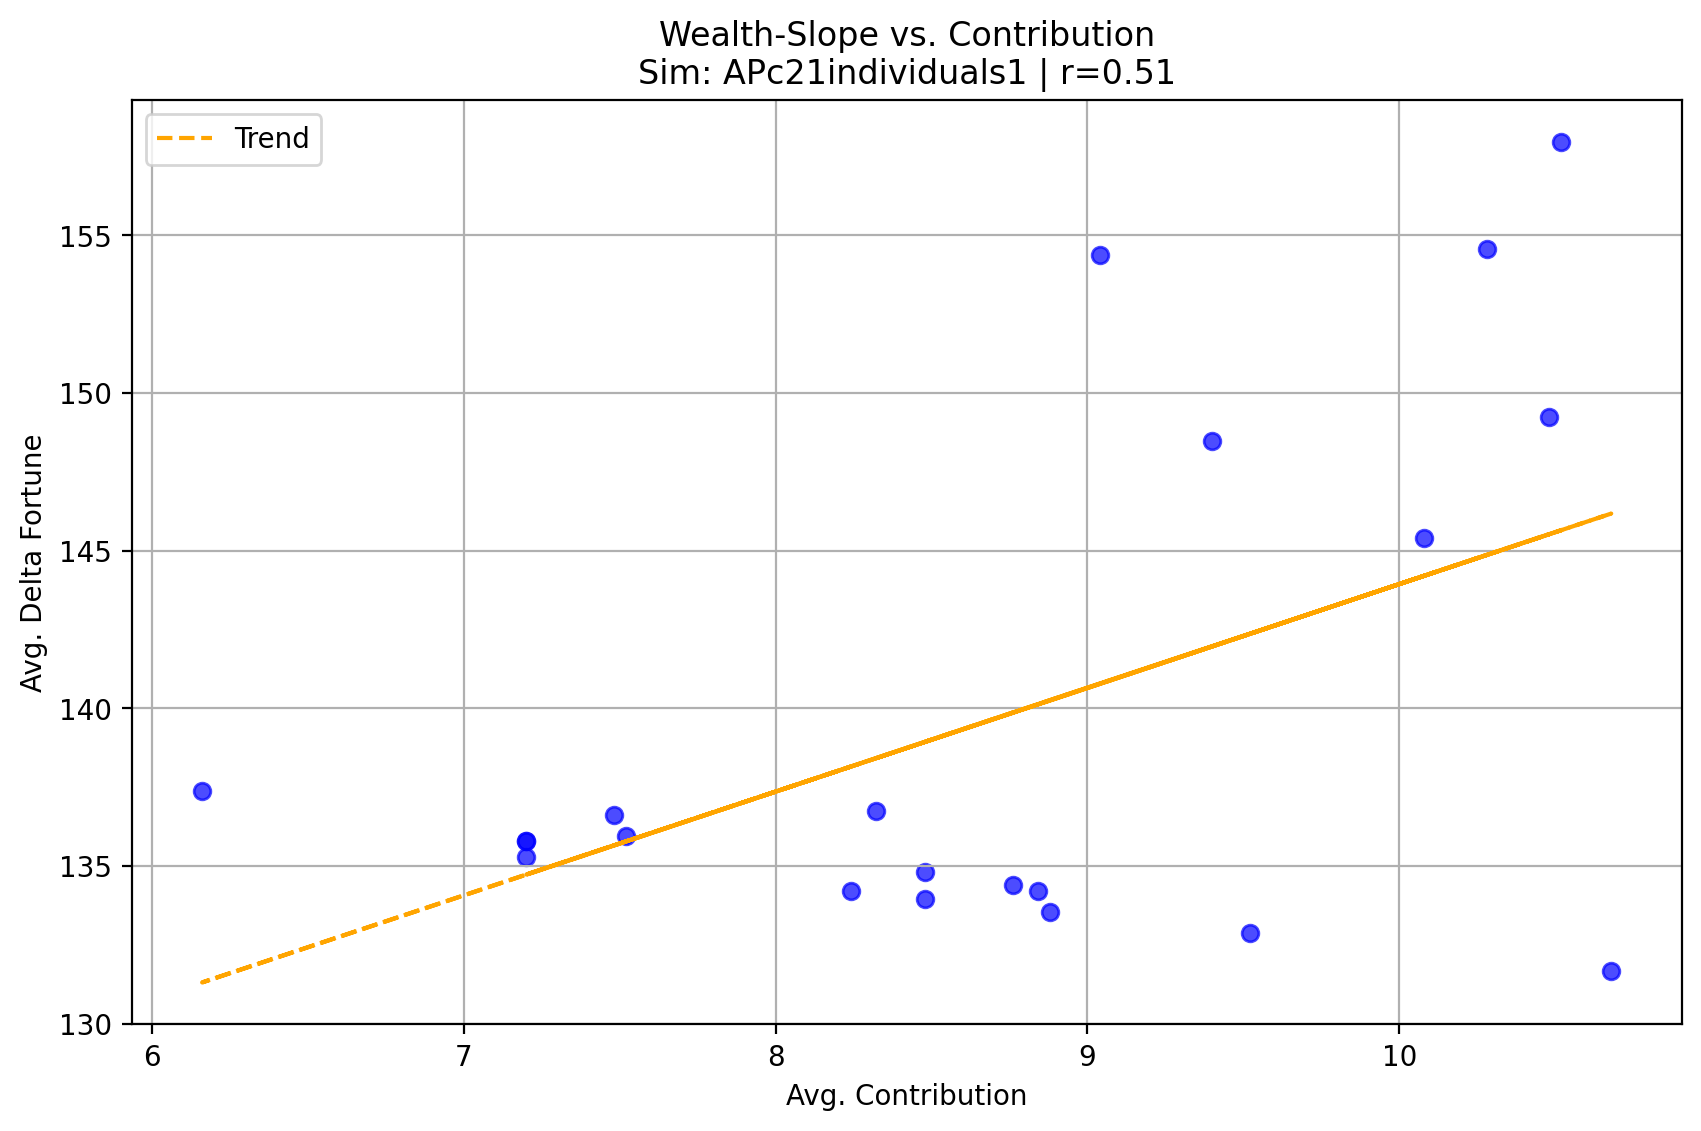 Wealth-Slope vs. Contribution
Sim: APc21individuals1 | r=0.51
Trend
Avg. Delta Fortune
155
150
145
140
135
130
6 7 8 9 10
Avg. Contribution